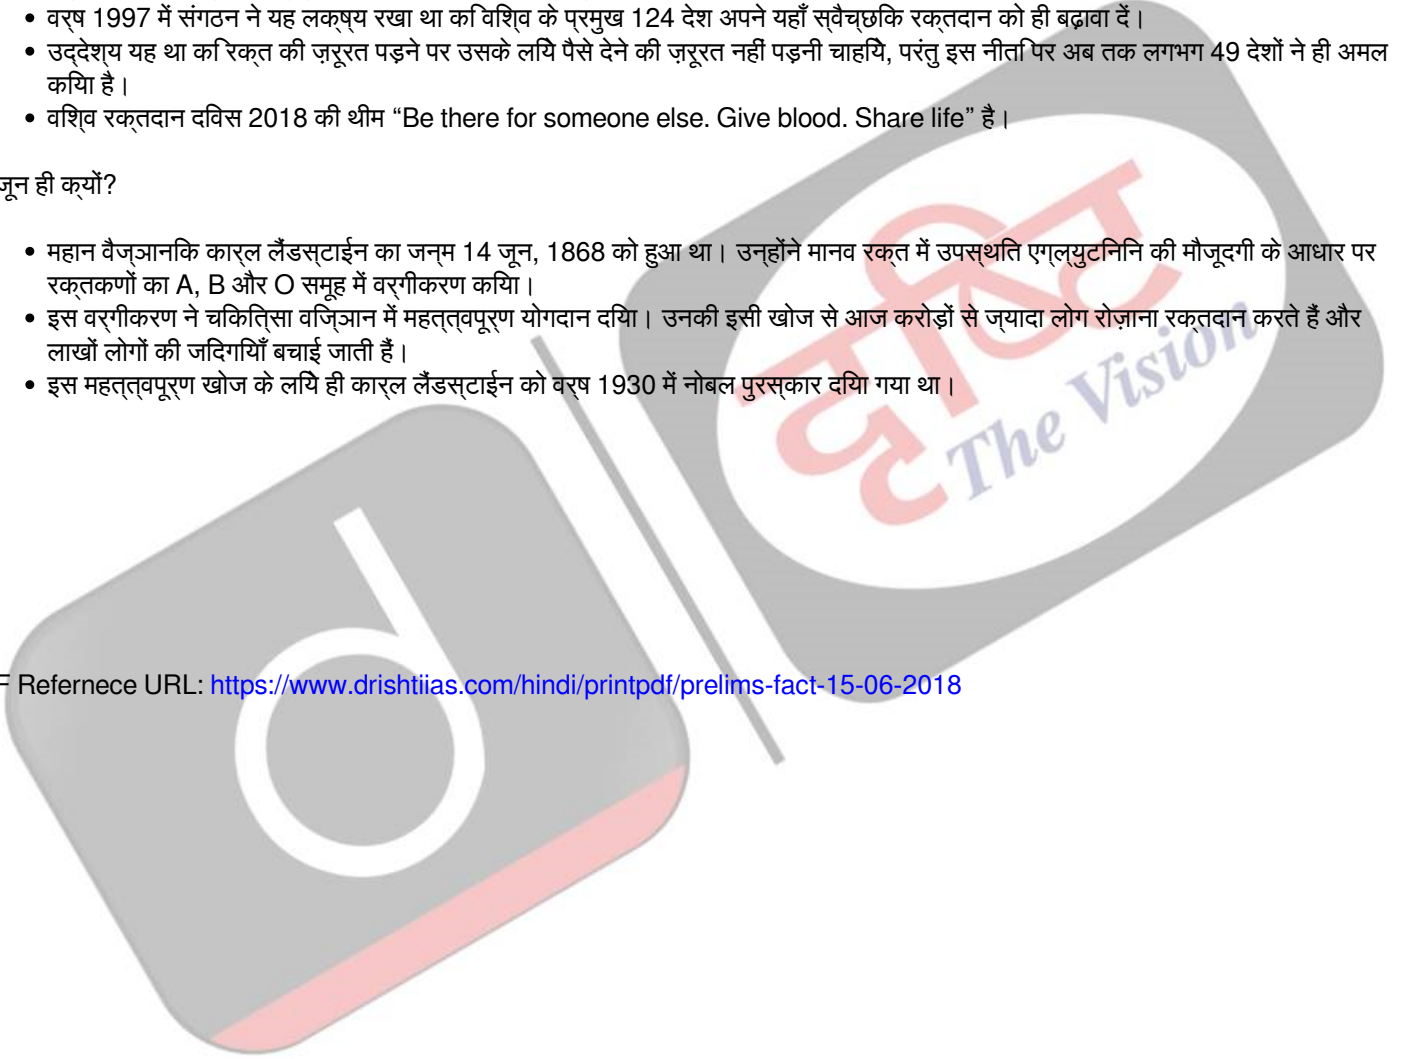 वर्ष 1997 में संगठन ने यह लक्ष्य रखा था कि विश्व के प्रमुख 124 देश अपने यहाँ स्वैच्छिक रक्तदान को ही बढ़ावा दें।
उद्देश्य यह था कि रक्त की ज़रूरत पड़ने पर उसके लिये पैसे देने की ज़रूरत नहीं पड़नी चाहिये, परंतु इस नीति पर अब तक लगभग 49 देशों ने ही अमल
किया है।
विश्व रक्तदान दिवस 2018 की थीम “Be there for someone else. Give blood. Share life” है।
जून ही क्यों?
महान वैज्ञानिक कार्ल लैंडस्टाईन का जन्म 14 जून, 1868 को हुआ था। उन्होंने मानव रक्त में उपस्थित एग्ल्युटिनिन की मौजूदगी के आधार पर
रक्तकणों का A, B और O समूह में वर्गीकरण किया।
इस वर्गीकरण ने चिकित्सा विज्ञान में महत्त्वपूर्ण योगदान दिया। उनकी इसी खोज से आज करोड़ों से ज्यादा लोग रोज़ाना रक्तदान करते हैं और
लाखों लोगों की जिदगियाँ बचाई जाती हैं।
इस महत्त्वपूर्ण खोज के लिये ही कार्ल लैंडस्टाईन को वर्ष 1930 में नोबल पुरस्कार दिया गया था।
दृष्टि
The Vision
Refernece URL: https://www.drishtiias.com/hindi/printpdf/prelims-fact-15-06-2018